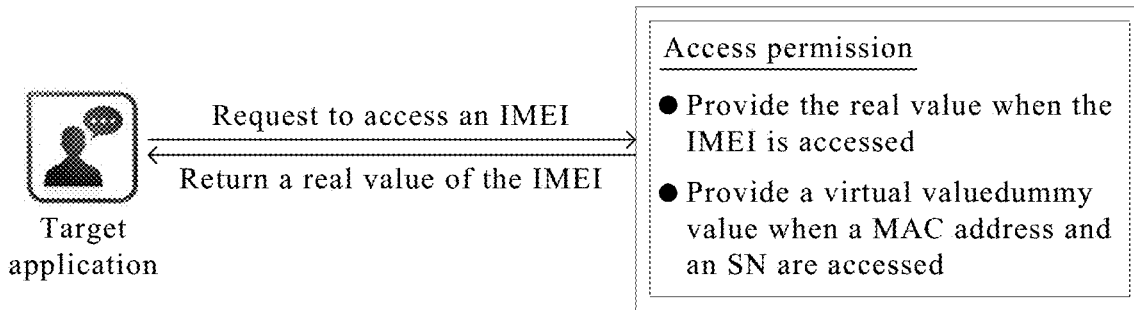 Target
application
Request to access an IMEI
Return a real value of the IMEI
Access permission
● Provide the real value when the
IMEI is accessed
● Provide a virtual valuedummy
value when a MAC address and
an SN are accessed